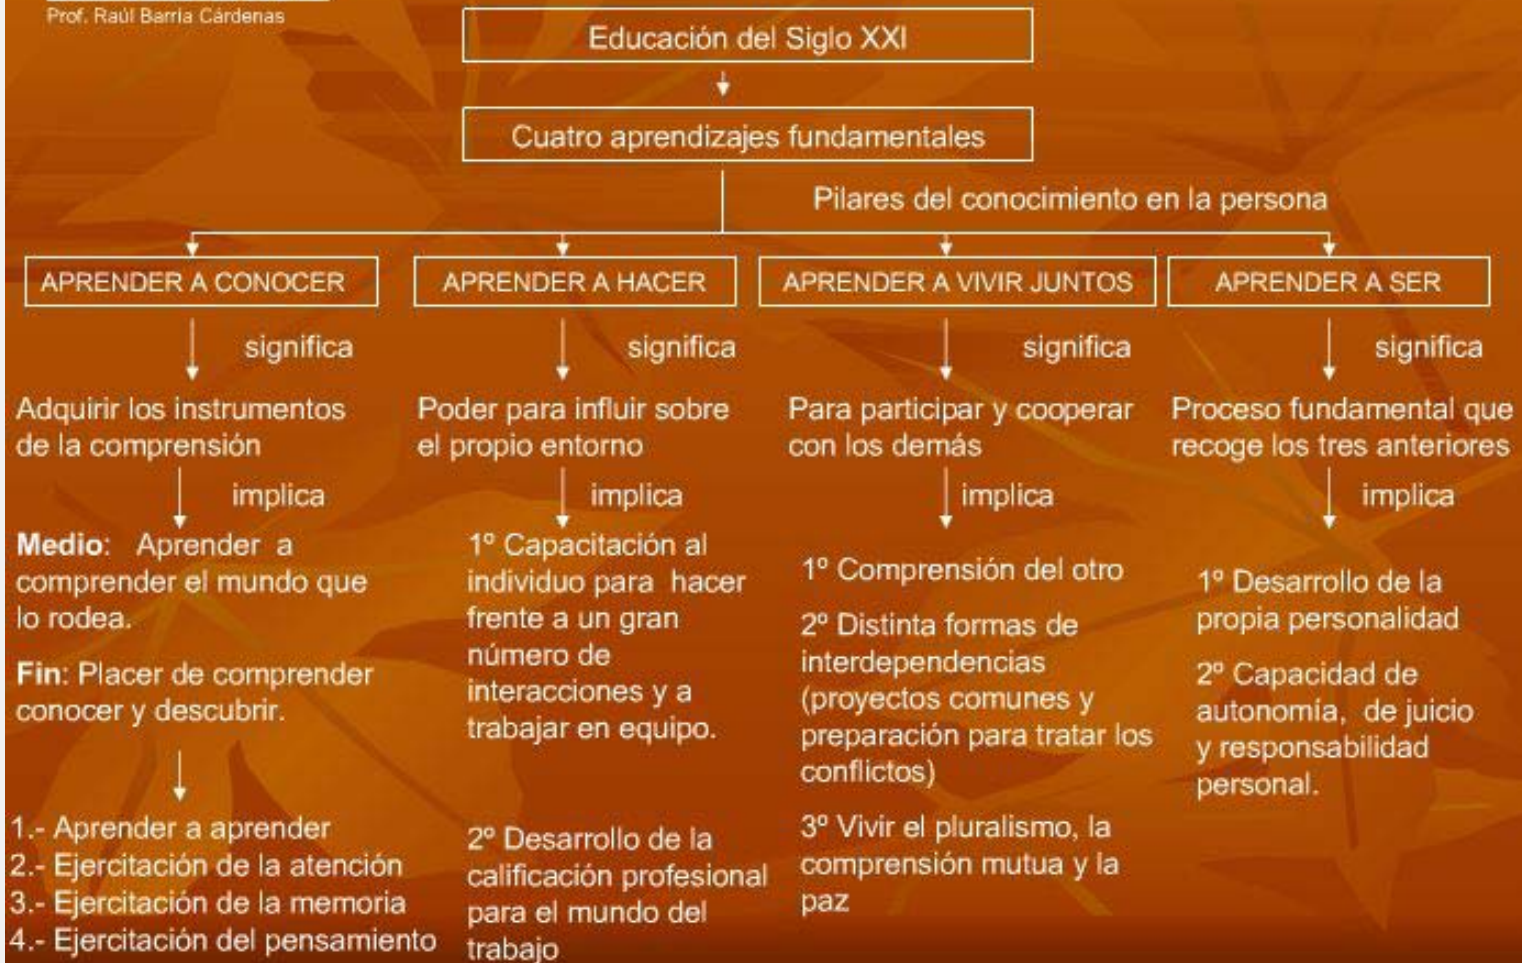 Prof. Raúl Barría Cárdenas
Educación del Siglo XXI
Cuatro aprendizajes fundamentales
Pilares del conocimiento en la persona
APRENDER A CONOCER
significa
Adquirir los instrumentos
de la comprensión
implica
Medio: Aprender a
comprender el mundo que
lo rodea.
Fin: Placer de comprender
conocer y descubrir.
1.- Aprender a aprender
2.- Ejercitación de la atención
3.- Ejercitación de la memoria
4.- Ejercitación del pensamiento
APRENDER A HACER
significa
Poder para influir sobre
el propio entorno
implica
1º Capacitación al
individuo para hacer
frente a un gran
número de
interacciones y a
trabajar en equipo.
2º Desarrollo de la
calificación profesional
para el mundo del
trabajo
APRENDER A VIVIR JUNTOS
significa
Para participar y cooperar
con los demás
implica
1º Comprensión del otro
2º Distinta formas de
interdependencias
(proyectos comunes y
preparación para tratar los
conflictos)
3º Vivir el pluralismo, la
comprensión mutua y la
paz
APRENDER A SER
significa
Proceso fundamental que
recoge los tres anteriores
implica
1º Desarrollo de la
propia personalidad
2º Capacidad de
autonomía, de juicio
y responsabilidad
personal.